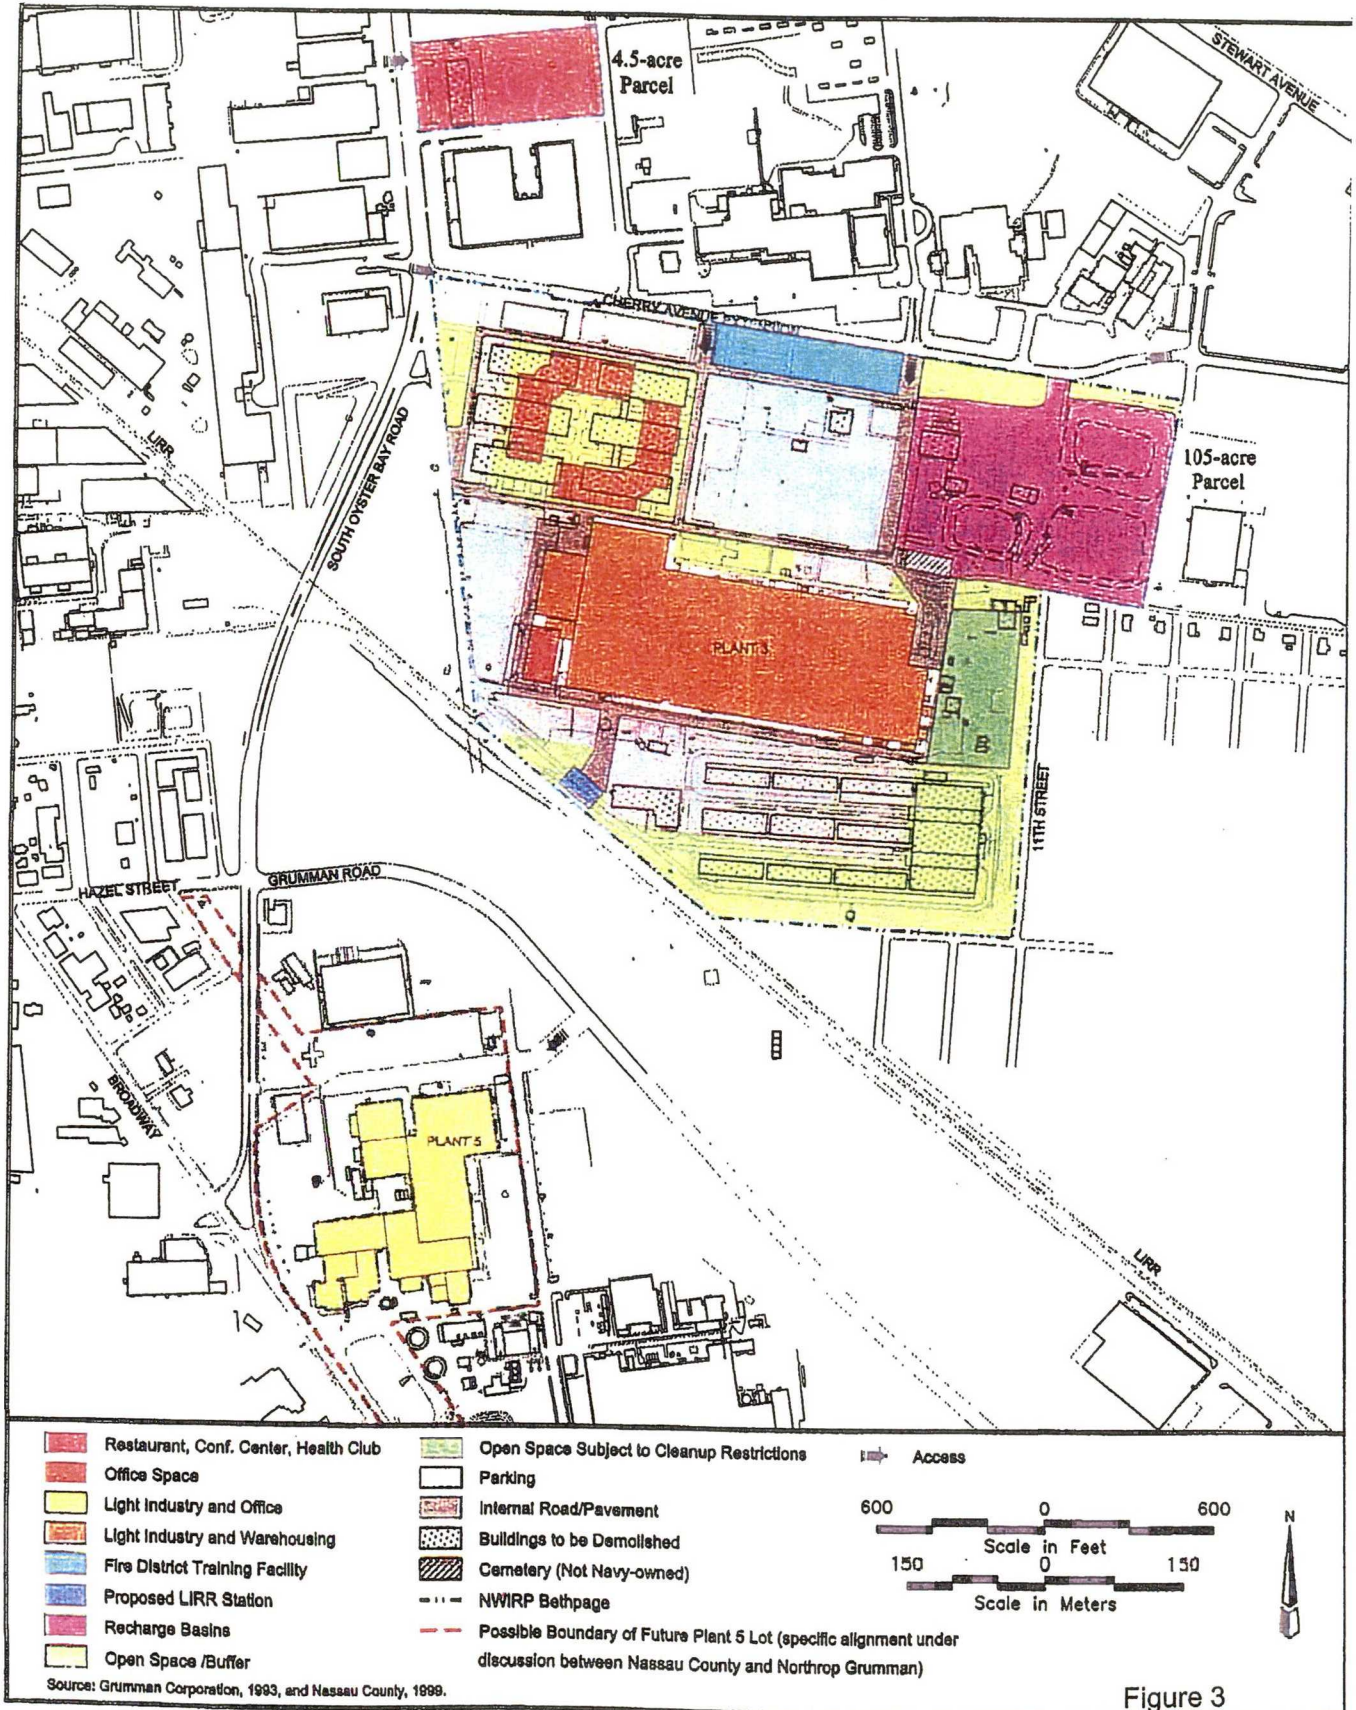 4.5-acre
Parcel
STEWART AVENUE
CHERRY AVENUE
LIRR
SOUTH OYSTER BAY ROAD
105-acre
Parcel
PLANT 3
11TH STREET
HAZEL STREET
GRUMMAN ROAD
BROADWAY
PLANT 5
LIRR
Restaurant, Conf. Center, Health Club
Office Space
Light Industry and Office
Light Industry and Warehousing
Fire District Training Facility
Proposed LIRR Station
Recharge Basins
Open Space /Buffer
Open Space Subject to Cleanup Restrictions
Parking
Internal Road/Pavement
Buildings to be Demolished
Cemetery (Not Navy-owned)
NWIRP Bethpage
Possible Boundary of Future Plant 5 Lot (specific alignment under
discussion between Nassau County and Northrop Grumman)
Access
600 0 600
Scale in Feet
150 0 150
Scale in Meters
N
Source: Grumman Corporation, 1993, and Nassau County, 1999.
Figure 3